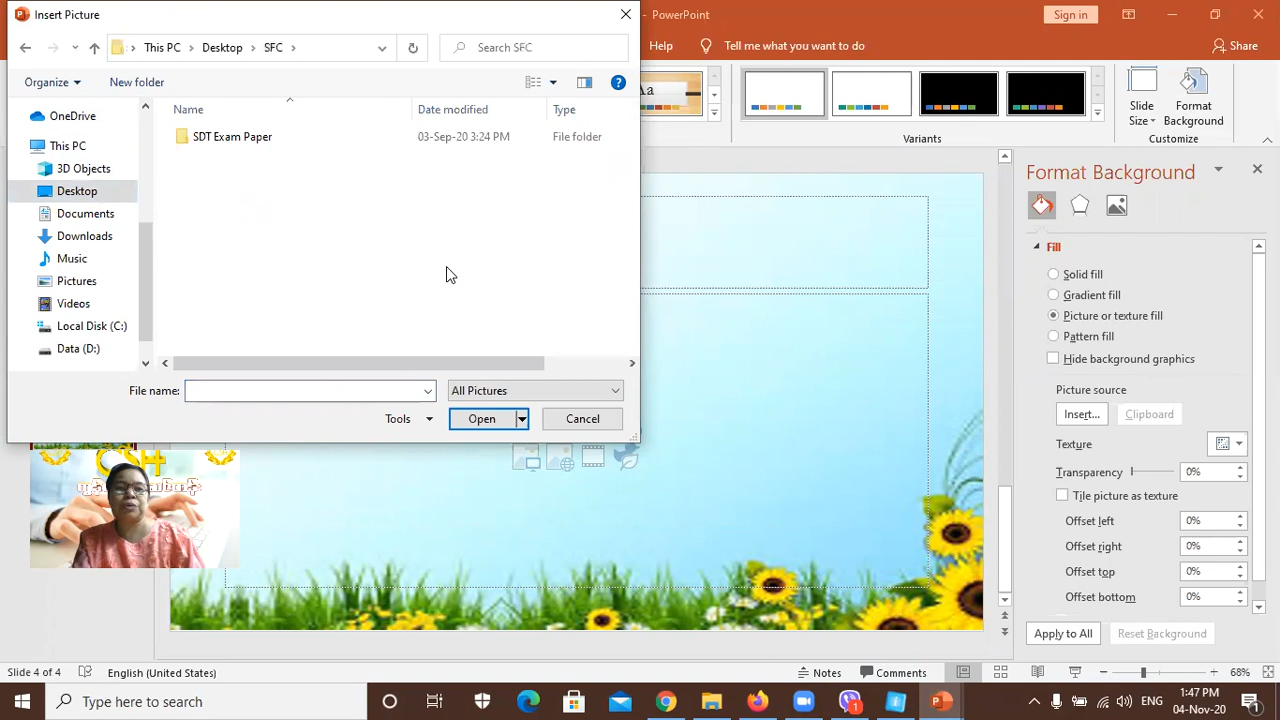 Insert Picture
- PowerPoint
Sign in
This PC
Desktop
SFC
Search SFC
Help
Tell me what you want to do
Share
Organize
New folder
Name
Date modified
Type
SDT Exam Paper
03-Sep-20 3:24 PM
File folder
OneDrive
This PC
3D Objects
Desktop
Documents
Downloads
Music
Pictures
Videos
Local Disk (C:)
Data (D:)
File name:
All Pictures
Tools
Open
Cancel
Aa
Variants
Slide Size
Format Background
Customize
Format Background
Fill
Solid fill
Gradient fill
Picture or texture fill
Pattern fill
Hide background graphics
Picture source
Insert...
Clipboard
Texture
Transparency
0%
Tile picture as texture
Offset left
0%
Offset right
0%
Offset top
0%
Offset bottom
0%
Apply to All
Reset Background
Slide 4 of 4
English (United States)
Notes
Comments
68%
Type here to search
1
ENG
1:47 PM
04-Nov-20
1